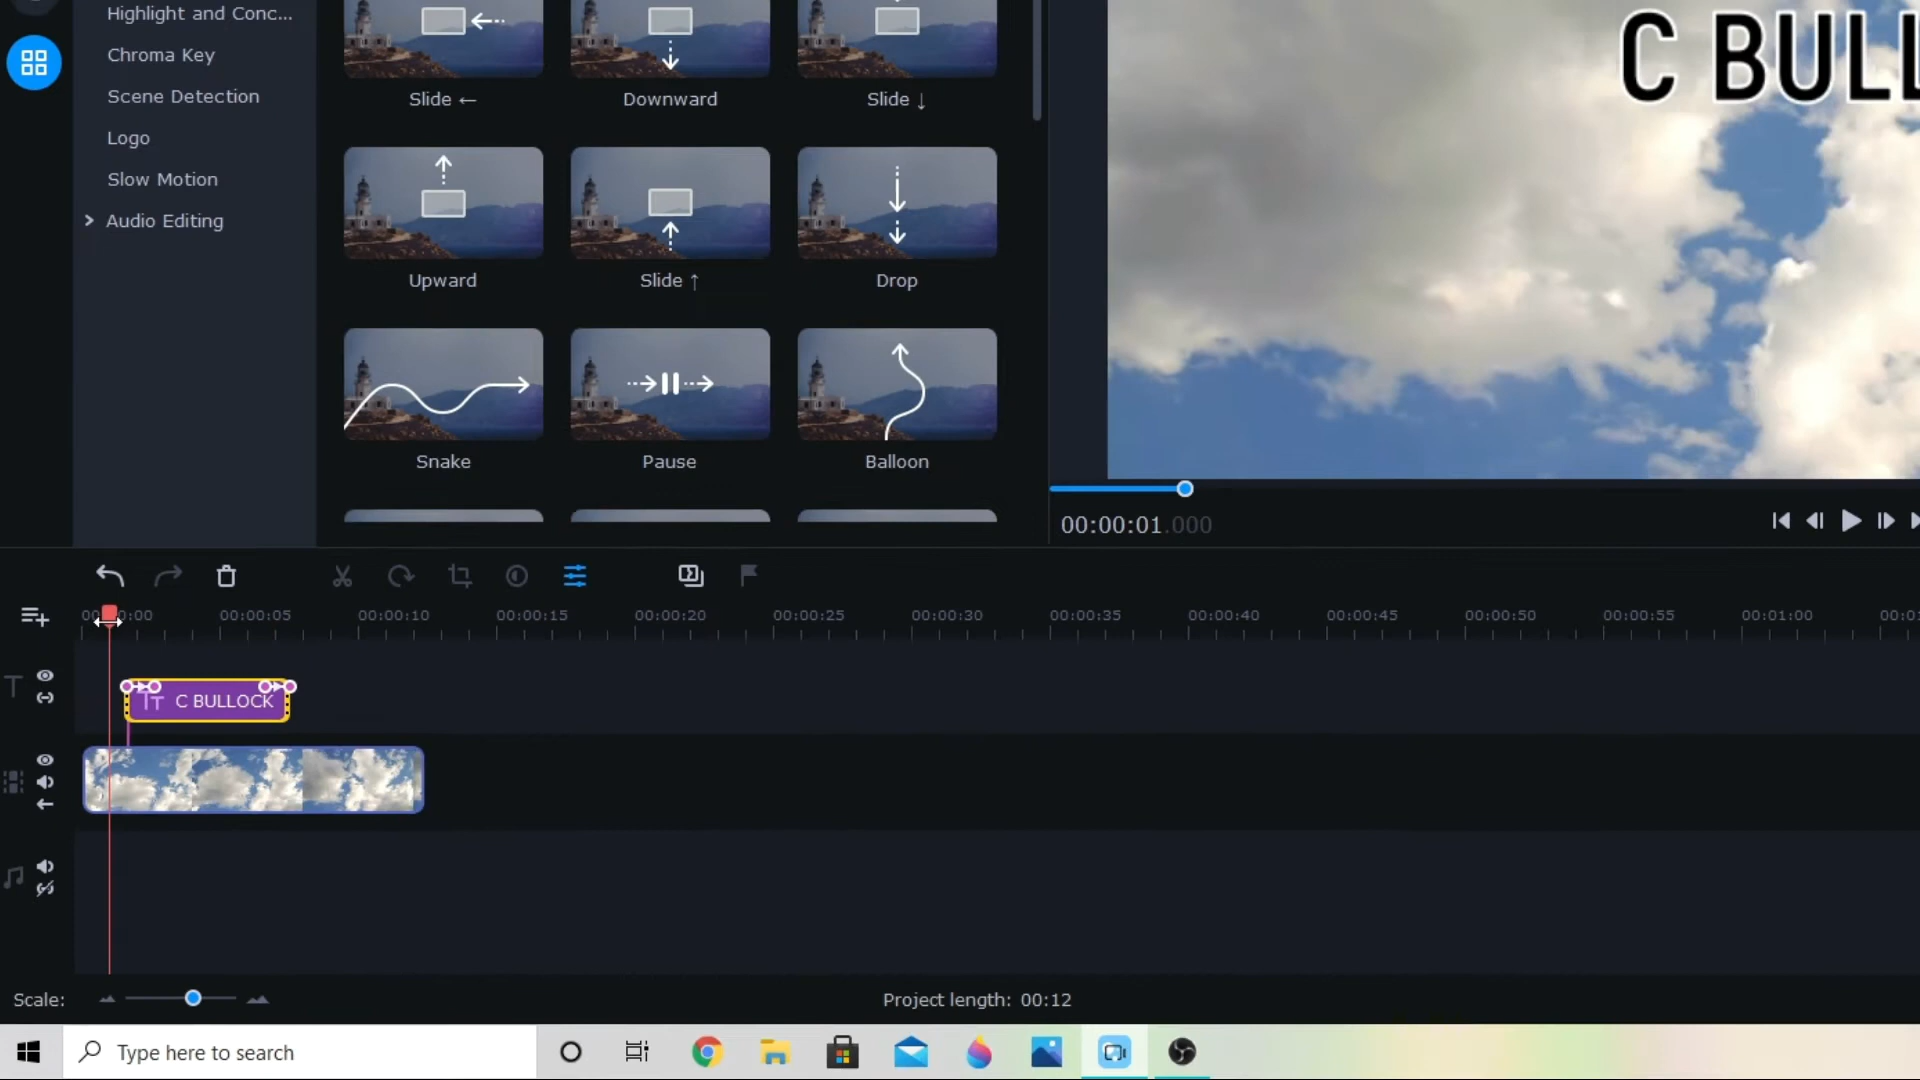 Highlight and Conc...
Chroma Key
Scene Detection
Logo
Slow Motion
Audio Editing
Slide ←
Downward
Slide ↓
Upward
Slide ↑
Drop
Snake
Pause
Balloon
C BULL
00:00:01.000
00:00:05
00:00:10
00:00:15
00:00:20
00:00:25
00:00:30
00:00:35
00:00:40
00:00:45
00:00:50
00:00:55
00:01:00
C BULLOCK
Scale:
Project length: 00:12
Type here to search